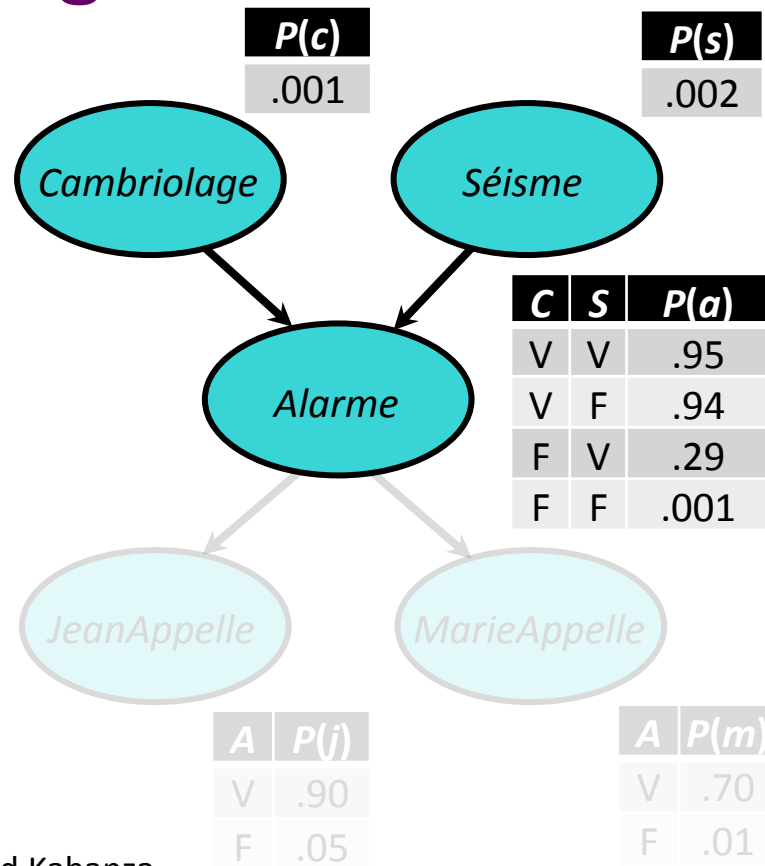 P(c) P(s)
.001 .002
Cambriolage Séisme
C S P(a)
V V .95
V F .94
F V .29
F F .001
Alarme
JeanAppelle MarieAppelle
A P(j) A P(m)
V .90 V .70
F .05 F .01